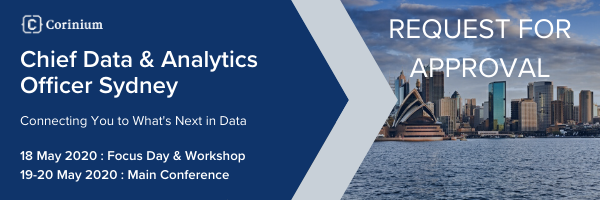 Corinium
Chief Data & Analytics
Officer Sydney
Connecting You to What's Next in Data
18 May 2020 : Focus Day & Workshop
19-20 May 2020 : Main Conference
REQUEST FOR
APPROVAL